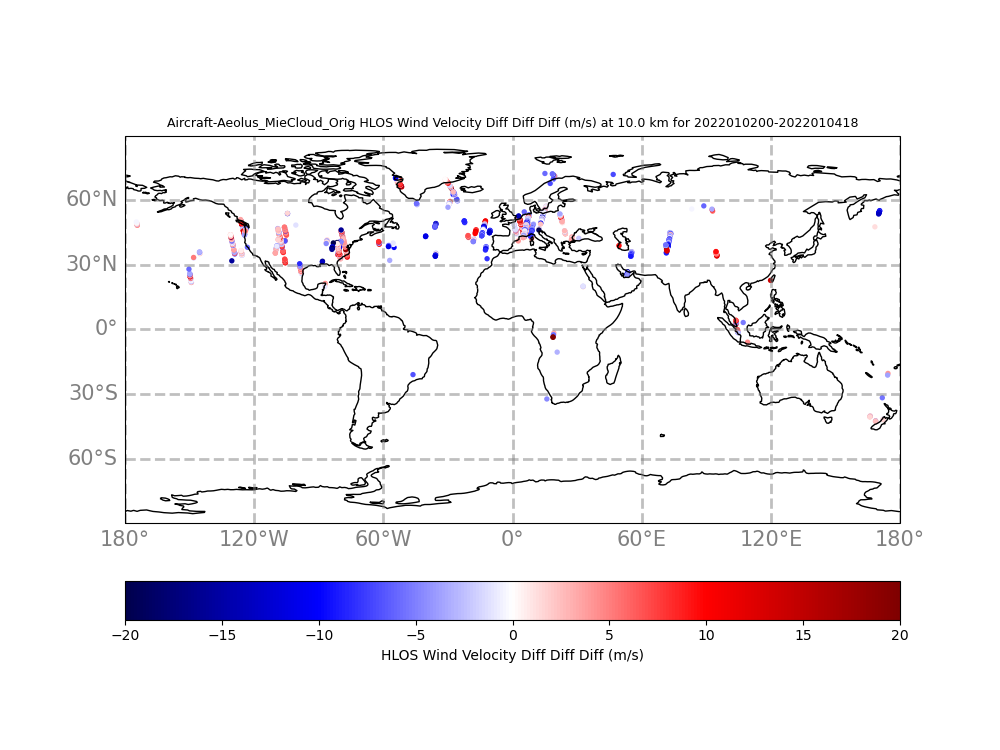 Aircraft-Aeolus_MieCloud_Orig HLOS Wind Velocity Diff Diff Diff (m/s) at 10.0 km for 2022010200-2022010418
60°N
30°N
0°
30°S
60°S
180° 120°W 60°W 0° 60°E 120°E 180°
−20 −15 −10 −5 0 5 10 15 20
HLOS Wind Velocity Diff Diff Diff (m/s)